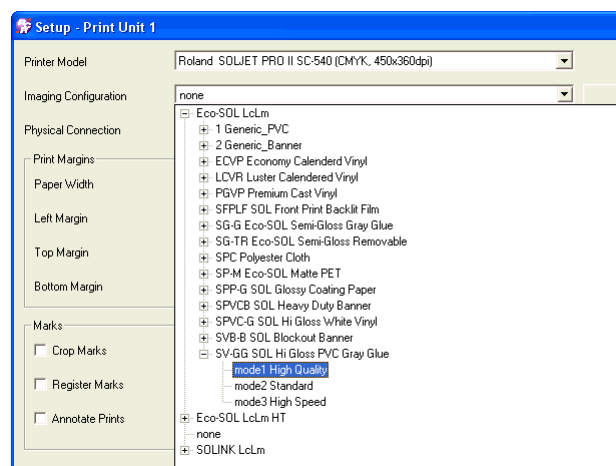 Setup - Print Unit 1
Printer Model
Roland SOLJET PRO II SC-540 (CMYK, 450x360dpi)
Imaging Configuration
none
Physical Connection
Eco-SOL LcLm
1 Generic_PVC
2 Generic_Banner
ECVP Economy Calenderd Vinyl
LCVR Luster Calendered Vinyl
PGVP Premium Cast Vinyl
SFPLF SOL Front Print Backlit Film
SG-G Eco-SOL Semi-Gloss Gray Glue
SG-TR Eco-SOL Semi-Gloss Removable
SPC Polyester Cloth
SP-M Eco-SOL Matte PET
SPP-G SOL Glossy Coating Paper
SPVCB SOL Heavy Duty Banner
SPVC-G SOL Hi Gloss White Vinyl
SVB-B SOL Blockout Banner
SV-GG SOL Hi Gloss PVC Gray Glue
mode1 High Quality
mode2 Standard
mode3 High Speed
Eco-SOL LcLm HT
none
SOLINK LcLm
Print Margins
Paper Width
Left Margin
Top Margin
Bottom Margin
Marks
Crop Marks
Register Marks
Annotate Prints